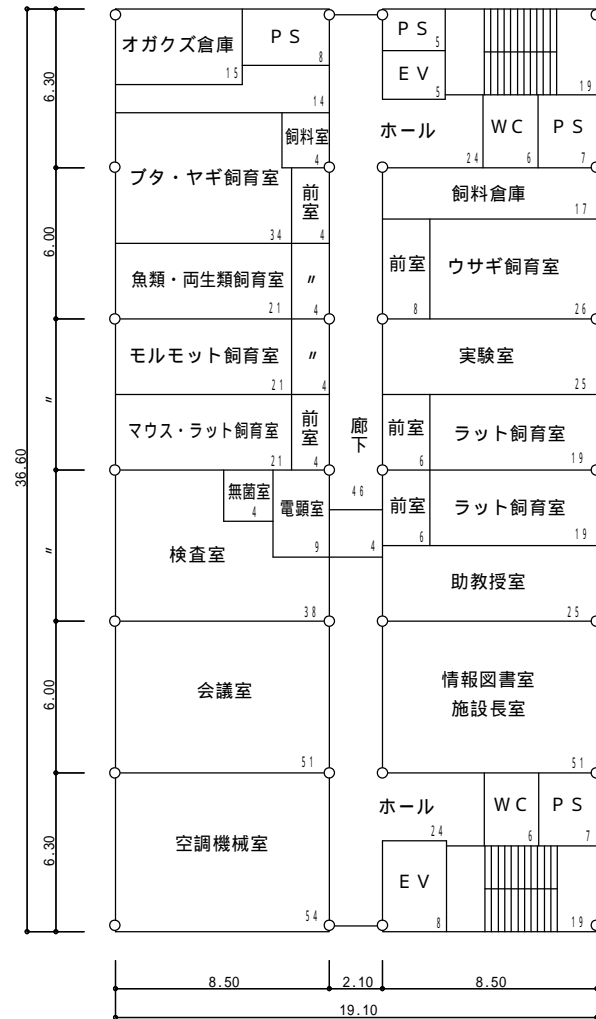 オガクズ倉庫
15
PS
8
14
飼料室
4
ブタ・ヤギ飼育室
34
前室
4
魚類・両生類飼育室
21
〃
4
モルモット飼育室
21
〃
4
マウス・ラット飼育室
21
前室
4
無菌室
4
電顕室
9
検査室
38
会議室
51
空調機械室
54
廊下
46
4
PS
5
EV
5
19
ホール
24
WC
6
PS
7
飼料倉庫
17
前室
8
ウサギ飼育室
26
実験室
25
前室
6
ラット飼育室
19
前室
6
ラット飼育室
19
助教授室
25
情報図書室
施設長室
51
ホール
24
WC
6
PS
7
EV
8
19
6.30
6.00
〃
〃
6.00
6.30
36.60
8.50
2.10
8.50
19.10